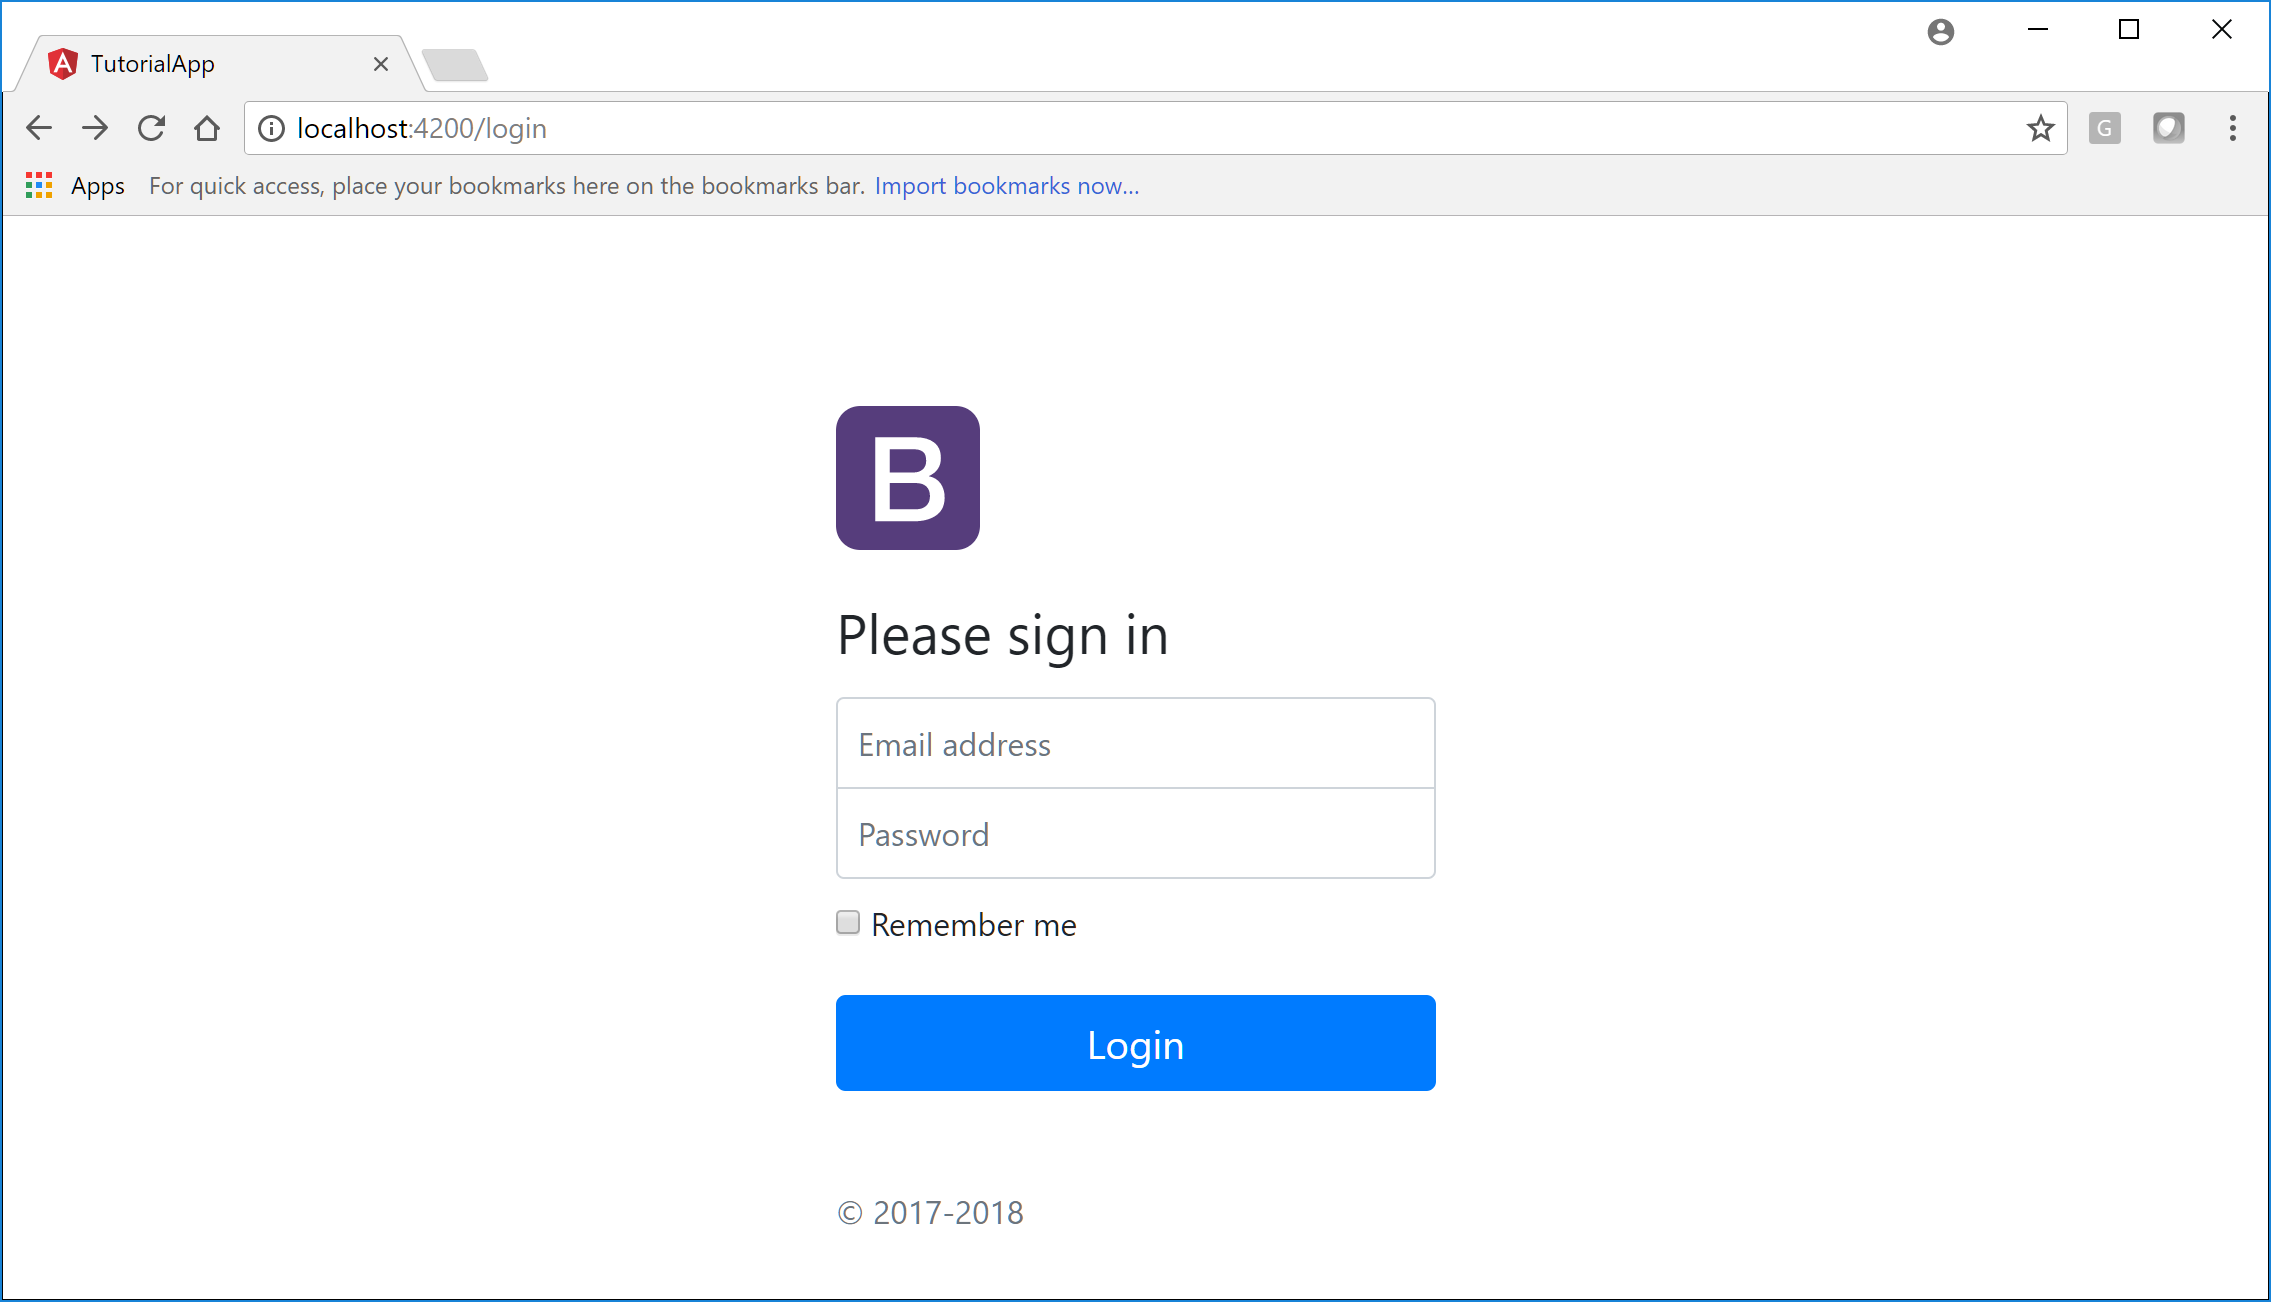 TutorialApp
localhost:4200/login
G
Apps For quick access, place your bookmarks here on the bookmarks bar. Import bookmarks now...
B
Please sign in
Email address
Password
Remember me
Login
© 2017-2018